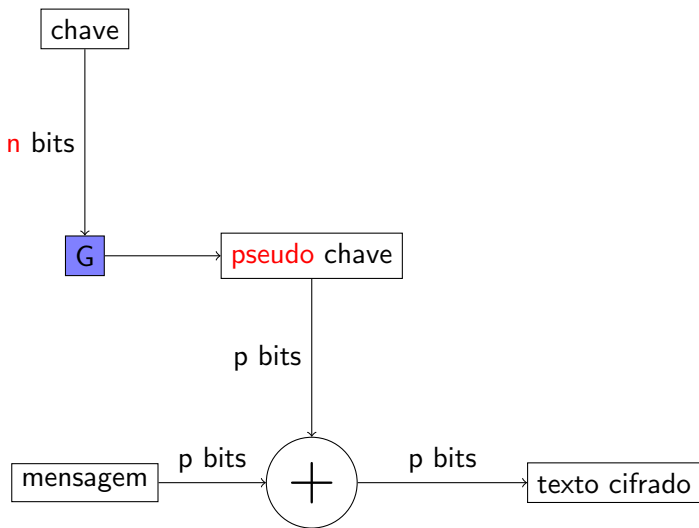 chave
n bits
G
pseudo chave
p bits
mensagem
p bits
+
p bits
texto cifrado